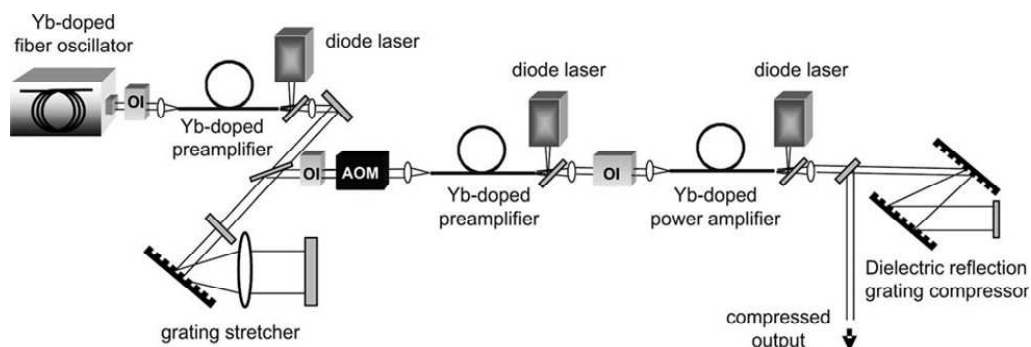 Yb-doped
fiber oscillator
OI
Yb-doped
preamplifier
diode laser
OI
AOM
grating stretcher
Yb-doped
preamplifier
diode laser
OI
Yb-doped
power amplifier
diode laser
Dielectric reflection
grating compressor
compressed
output